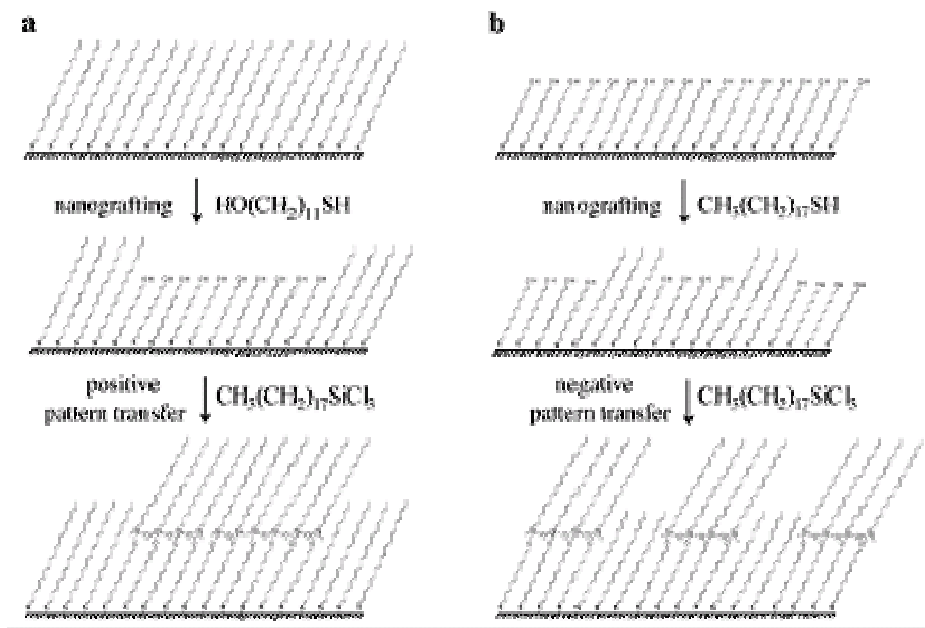 a
nanografting HO(CH₂)₁₁SH
positive
pattern transfer CH₃(CH₂)₁₇SiCl₃
b
nanografting CH₃(CH₂)₁₇SH
negative
pattern transfer CH₃(CH₂)₁₇SiCl₃